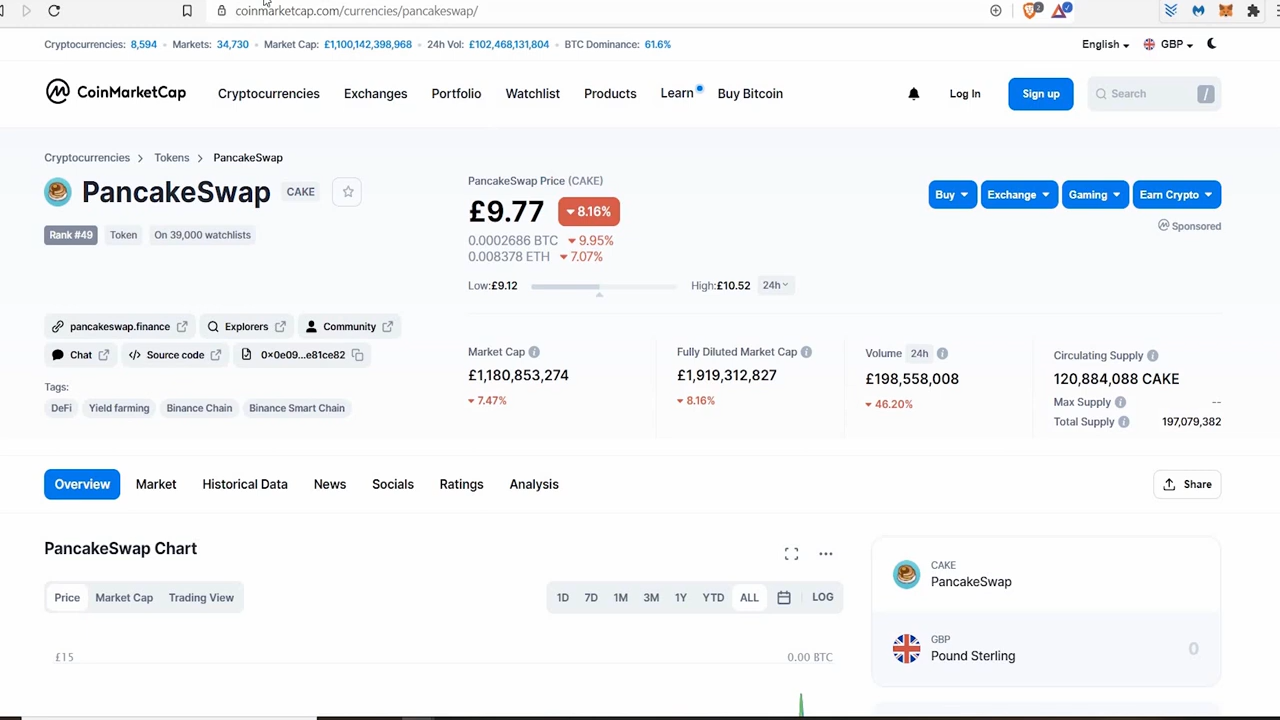 coinmarketcap.com/currencies/pancakeswap/
2
Cryptocurrencies: 8,594 Markets: 34,730 Market Cap: £1,100,142,398,968 24h Vol: £102,468,131,804 BTC Dominance: 61.6%
English GBP
CoinMarketCap Cryptocurrencies Exchanges Portfolio Watchlist Products Learn Buy Bitcoin Log In Sign up Search /
Cryptocurrencies > Tokens > PancakeSwap
PancakeSwap CAKE
Rank #49 Token On 39,000 watchlists
PancakeSwap Price (CAKE)
£9.77 8.16%
0.0002686 BTC 9.95%
0.008378 ETH 7.07%
Low:£9.12 High:£10.52 24h
Buy Exchange Gaming Earn Crypto
Sponsored
pancakeswap.finance Explorers Community
Chat Source code 0x0e09...e81ce82
Tags:
DeFi Yield farming Binance Chain Binance Smart Chain
Market Cap
£1,180,853,274
7.47%
Fully Diluted Market Cap
£1,919,312,827
8.16%
Volume 24h
£198,558,008
46.20%
Circulating Supply
120,884,088 CAKE
Max Supply --
Total Supply 197,079,382
Overview Market Historical Data News Socials Ratings Analysis Share
PancakeSwap Chart
Price Market Cap Trading View 1D 7D 1M 3M 1Y YTD ALL LOG
£15 0.00 BTC
CAKE
PancakeSwap
GBP
Pound Sterling 0